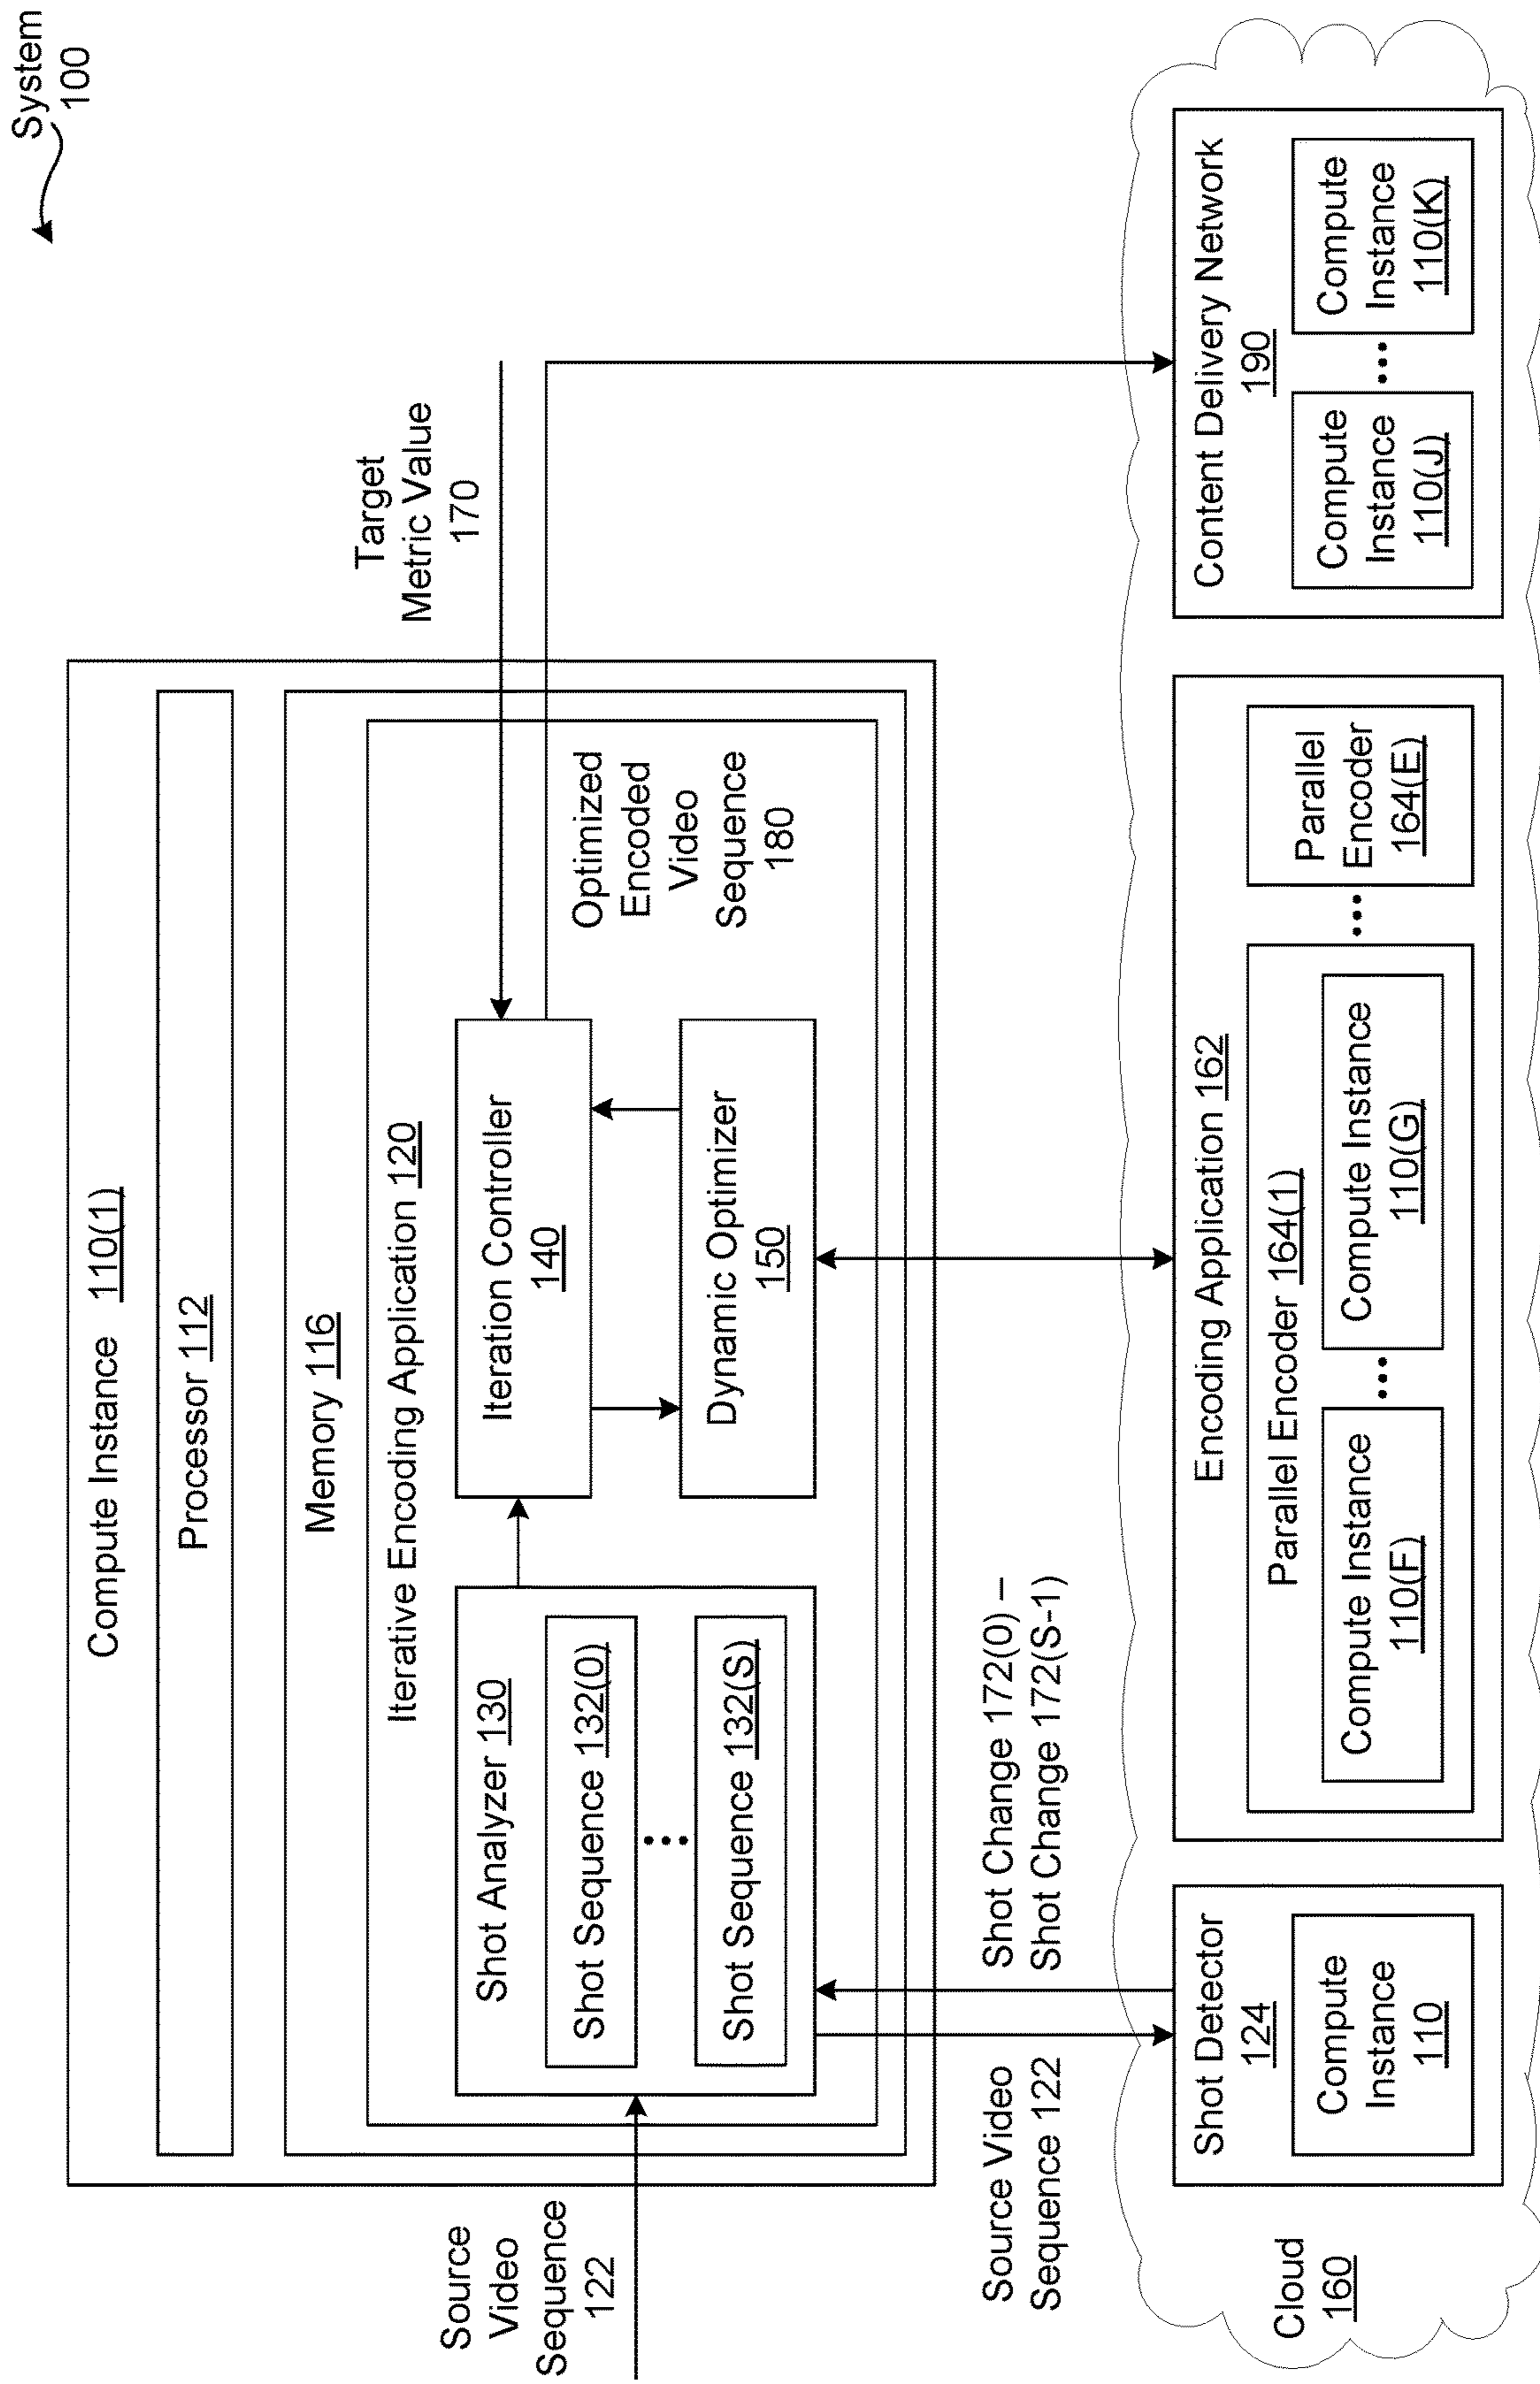 System
100
Compute Instance 110(1)
Processor 112
Memory 116
Iterative Encoding Application 120
Source
Video
Sequence
122
Shot Analyzer 130
Shot Sequence 132(0)
Shot Sequence 132(S)
Iteration Controller
140
Dynamic Optimizer
150
Optimized
Encoded
Video
Sequence
180
Target
Metric Value
170
Source Video
Sequence 122
Shot Change 172(0) –
Shot Change 172(S-1)
Cloud
160
Shot Detector
124
Compute
Instance
110
Encoding Application 162
Parallel Encoder 164(1)
Compute Instance
110(F)
Compute Instance
110(G)
Parallel
Encoder
164(E)
Content Delivery Network
190
Compute
Instance
110(J)
Compute
Instance
110(K)